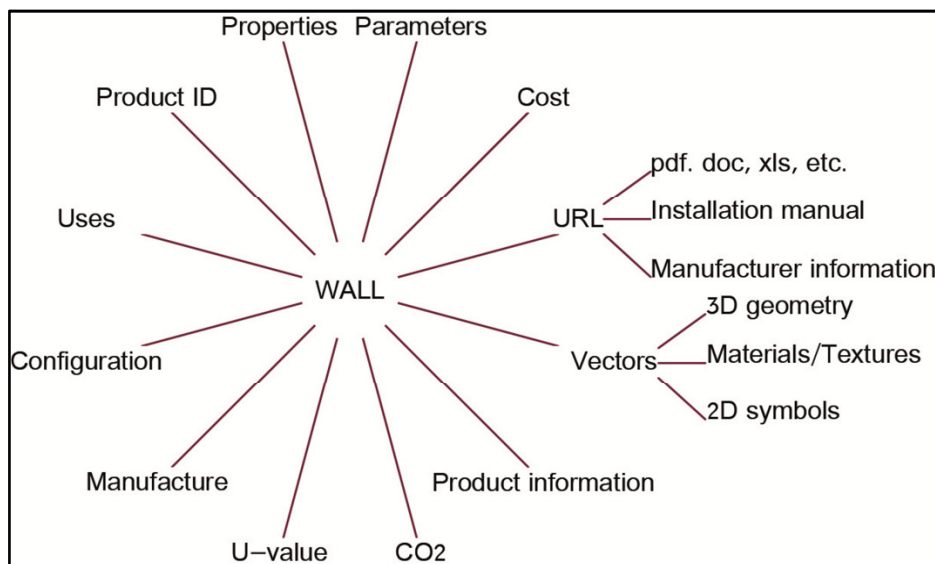 Properties Parameters
Product ID
Cost
pdf. doc, xls, etc.
Uses
URL
Installation manual
Manufacturer information
WALL
3D geometry
Configuration
Vectors
Materials/Textures
2D symbols
Manufacture
Product information
U–value
CO2